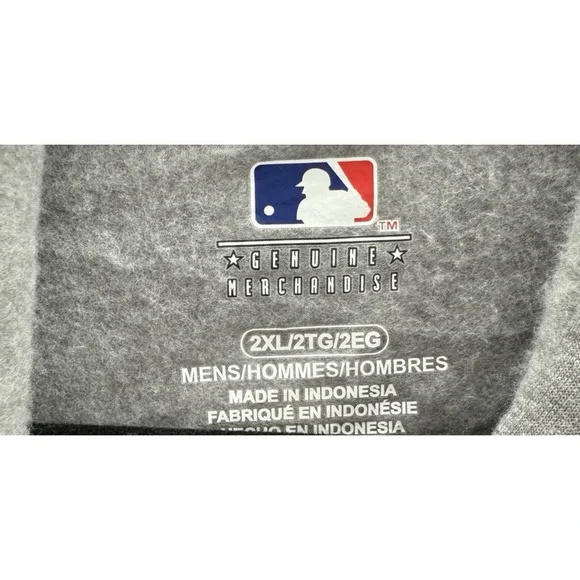 TM
★ GENUINE ★
MERCHANDISE
2XL/2TG/2EG
MENS/HOMMES/HOMBRES
MADE IN INDONESIA
FABRIQUÉ EN INDONÉSIE
HECHO EN INDONESIA